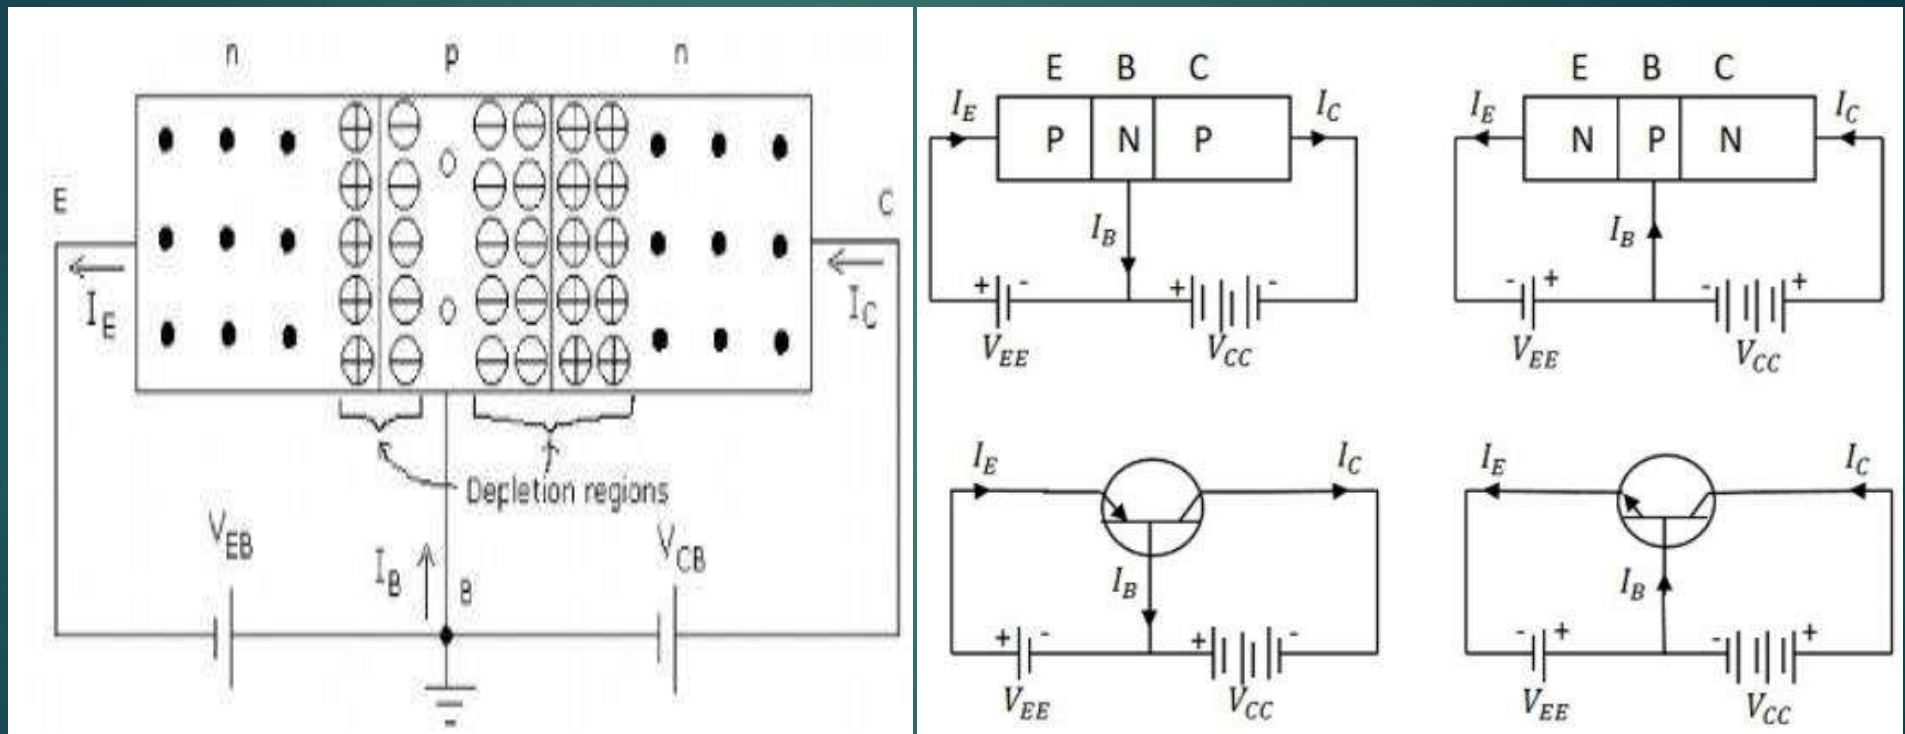 n p n
E C
I_E I_C
Depletion regions
V_EB V_CB
I_B B
E B C
I_E I_C
P N P
I_B
+ - + -
V_EE V_CC
E B C
I_E I_C
N P N
I_B
- + - +
V_EE V_CC
I_E I_C
I_B
+ - + -
V_EE V_CC
I_E I_C
I_B
- + - +
V_EE V_CC